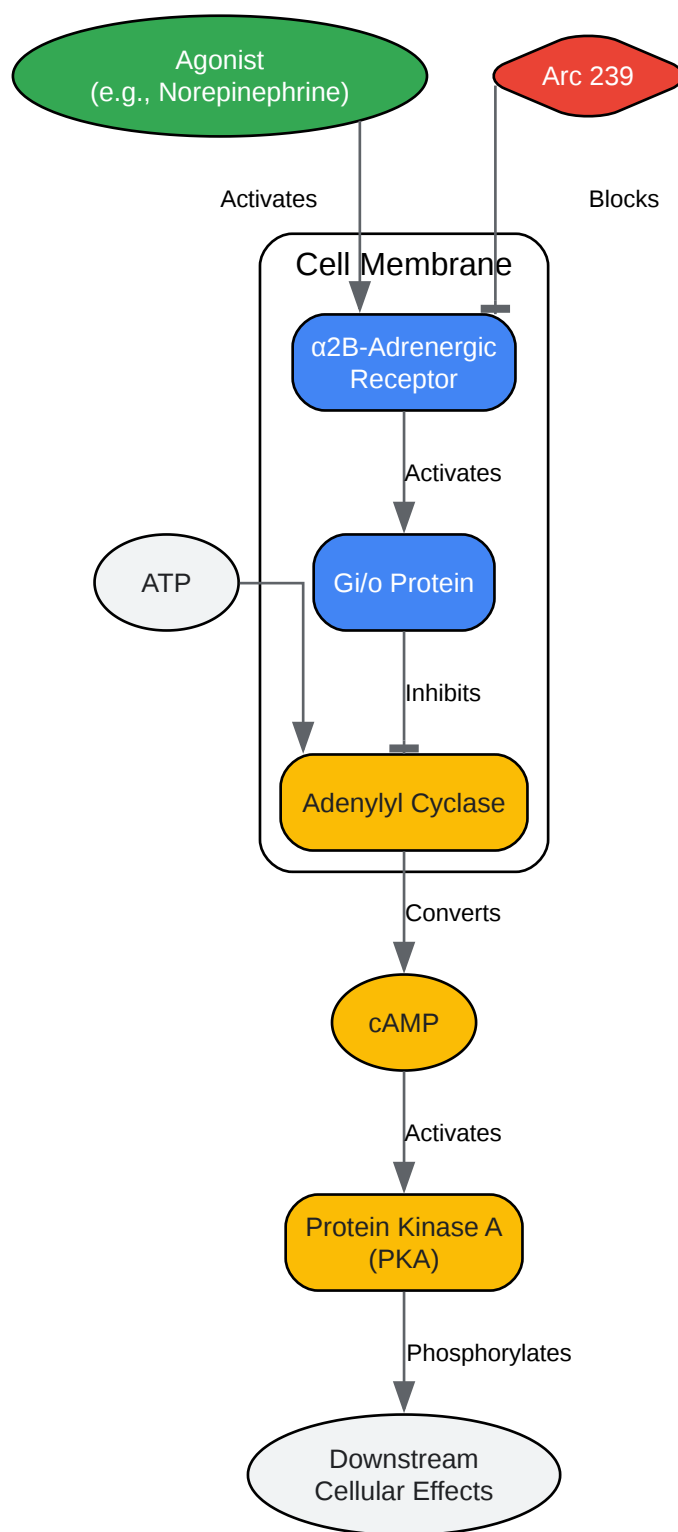 Agonist
(e.g., Norepinephrine)
Arc 239
Activates
Blocks
Cell Membrane
α2B-Adrenergic
Receptor
Activates
ATP
Gi/o Protein
Inhibits
Adenylyl Cyclase
Converts
cAMP
Activates
Protein Kinase A
(PKA)
Phosphorylates
Downstream
Cellular Effects